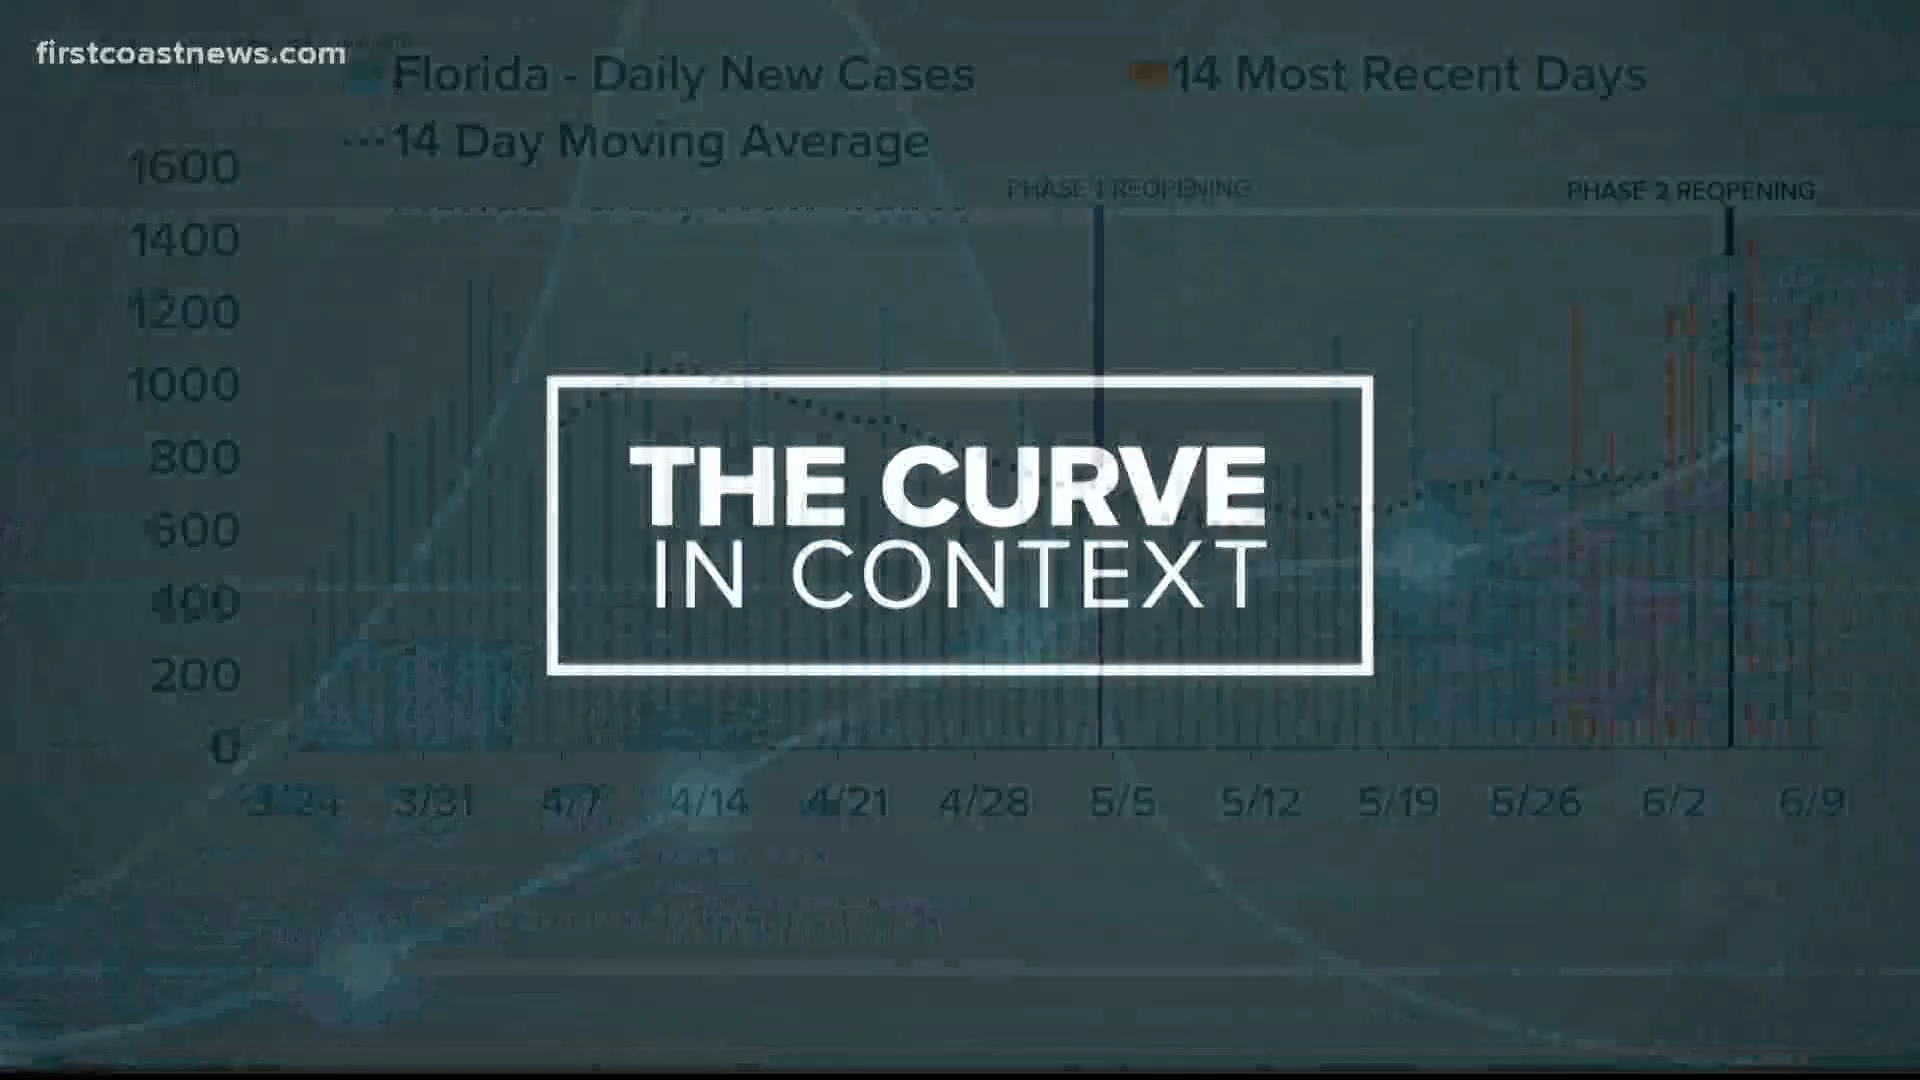 firstcoastnews.com
Florida - Daily New Cases
14 Most Recent Days
14 Day Moving Average
PHASE 1 REOPENING
PHASE 2 REOPENING
1600
1400
1200
1000
800
600
400
200
0
THE CURVE
IN CONTEXT
3/24 3/31 4/7 4/14 4/21 4/28 5/5 5/12 5/19 5/26 6/2 6/9